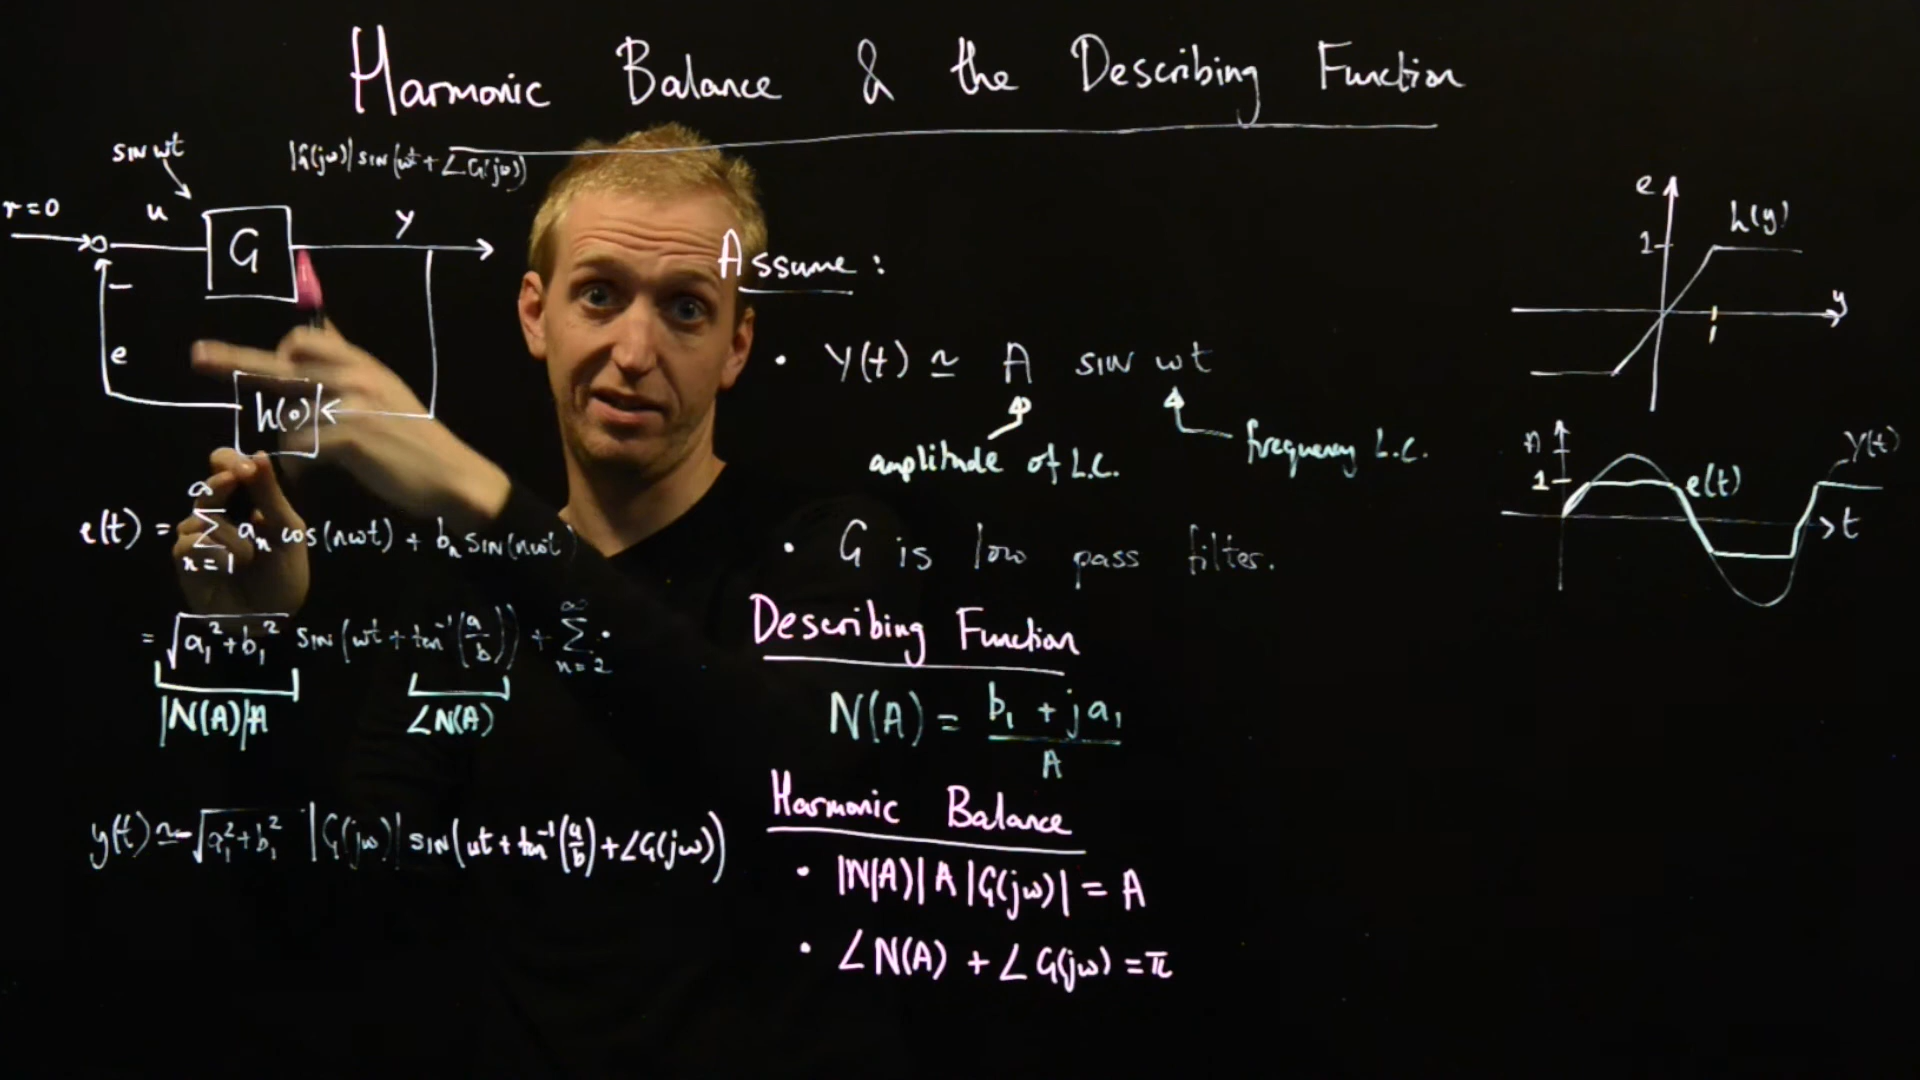 Harmonic Balance & the Describing Function
sin ωt
|G(jω)| sin(ωt + ∠G(jω))
r=0
u
G
y
−
e
h(·)
e(t) = ∑ₙ₌₁^∞ aₙ cos(nωt) + bₙ sin(nωt)
= √(a₁² + b₁²) sin(ωt + tan⁻¹(a/b)) + ∑ₙ₌₂^∞ ·
|N(A)|A
∠N(A)
y(t) ≃ −√(a₁² + b₁²) |G(jω)| sin(ωt + tan⁻¹(a/b) + ∠G(jω))
Assume:
• Y(t) ≃ A sin ωt
amplitude of L.C.
frequency L.C.
• G is low pass filter.
Describing Function
N(A) = (b₁ + ja₁)/A
Harmonic Balance
• |N(A)| A |G(jω)| = A
• ∠N(A) + ∠G(jω) = π
e
h(y)
1
y
1
A
Y(t)
1
e(t)
t